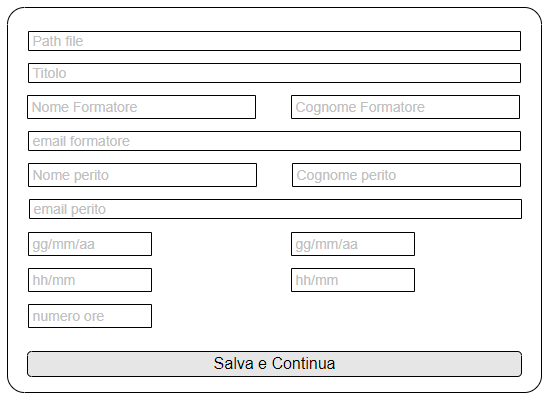 Path file
Titolo
Nome Formatore Cognome Formatore
email formatore
Nome perito Cognome perito
email perito
gg/mm/aa gg/mm/aa
hh/mm hh/mm
numero ore
Salva e Continua